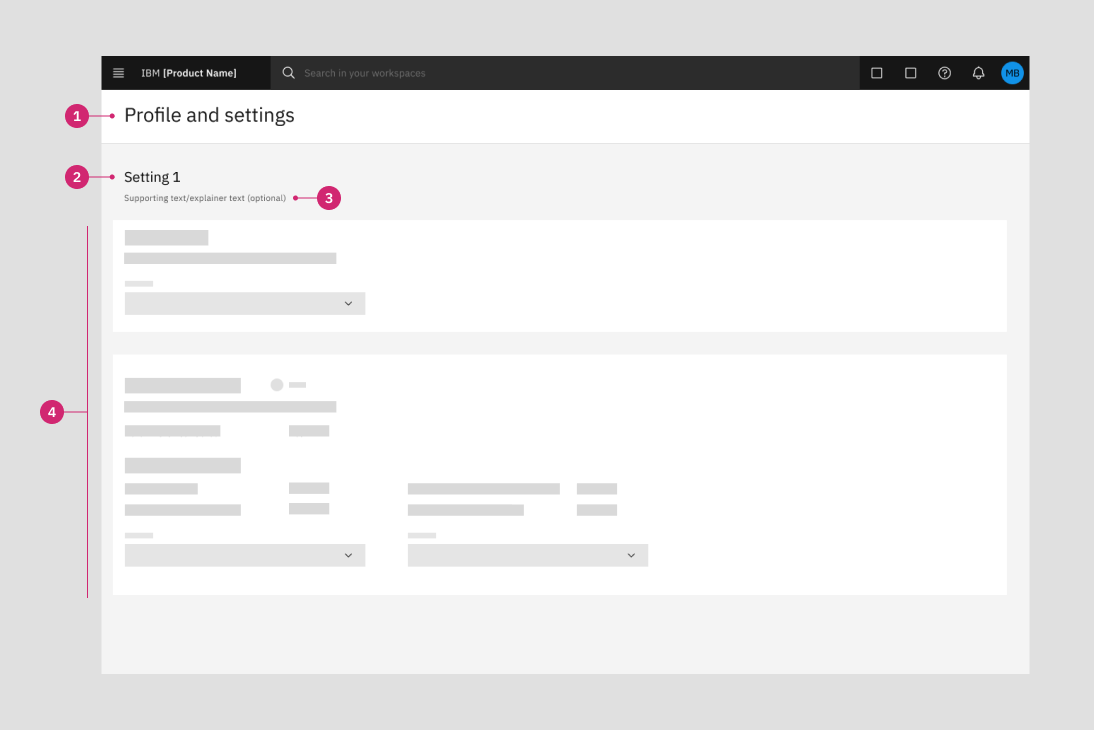 IBM [Product Name]
Search in your workspaces
MB
1
Profile and settings
2
Setting 1
Supporting text/explainer text (optional)
3
4